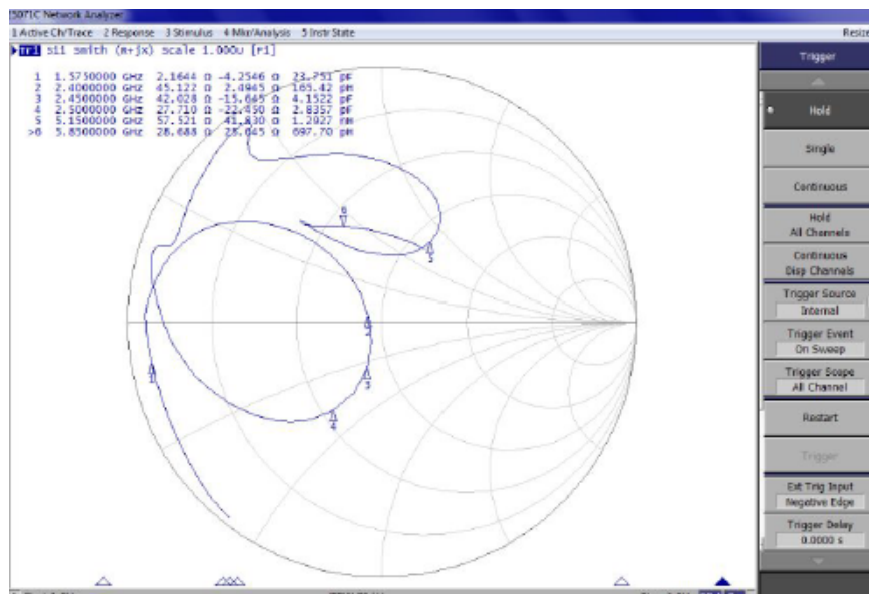 5071C Network Analyzer
1 Active Ch/Trace 2 Response 3 Stimulus 4 Mkr/Analysis 5 Instr State
Resize
Tr1 S11 Smith (R+jX) Scale 1.000U [F1]
1 1.5750000 GHz 2.1644 Ω -4.2546 Ω 23.751 pF
2 2.4000000 GHz 45.122 Ω 2.4945 Ω 165.42 pH
3 2.4500000 GHz 42.028 Ω -15.645 Ω 4.1522 pF
4 2.5000000 GHz 27.710 Ω -22.450 Ω 2.8357 pF
5 5.1500000 GHz 57.521 Ω 41.830 Ω 1.2927 nH
>6 5.8500000 GHz 28.688 Ω 25.645 Ω 697.70 pH
6
5
1
3
4
Trigger
Hold
Single
Continuous
Hold
All Channels
Continuous
Disp Channels
Trigger Source
Internal
Trigger Event
On Sweep
Trigger Scope
All Channel
Restart
Trigger
Ext Trig Input
Negative Edge
Trigger Delay
0.0000 s